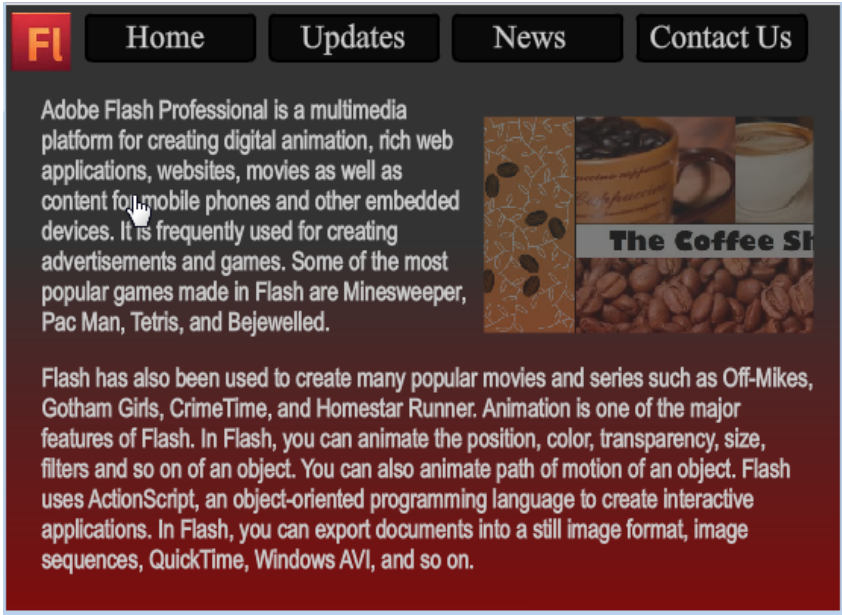 Fl
Home
Updates
News
Contact Us
Adobe Flash Professional is a multimedia
platform for creating digital animation, rich web
applications, websites, movies as well as
content for mobile phones and other embedded
devices. It is frequently used for creating
advertisements and games. Some of the most
popular games made in Flash are Minesweeper,
Pac Man, Tetris, and Bejewelled.
Cappuccino
The Coffee Sh
Flash has also been used to create many popular movies and series such as Off-Mikes,
Gotham Girls, CrimeTime, and Homestar Runner. Animation is one of the major
features of Flash. In Flash, you can animate the position, color, transparency, size,
filters and so on of an object. You can also animate path of motion of an object. Flash
uses ActionScript, an object-oriented programming language to create interactive
applications. In Flash, you can export documents into a still image format, image
sequences, QuickTime, Windows AVI, and so on.